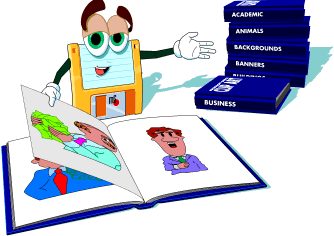 ACADEMIC
ANIMALS
BACKGROUNDS
BANNERS
BUSINESS